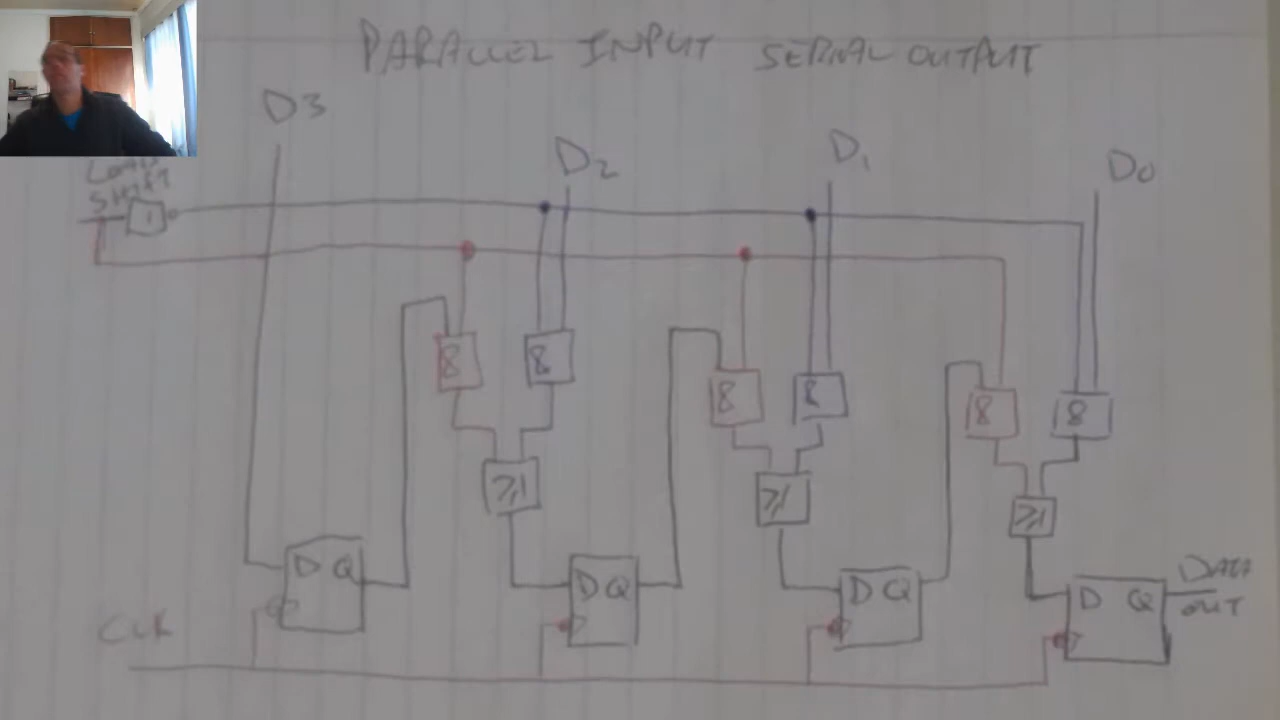 PARALLEL INPUT SERIAL OUTPUT
D3
D2
D1
D0
LOAD
SHIFT
1
& & & & & &
≥1 ≥1 ≥1
D Q D Q D Q D Q
DATA
OUT
CLK